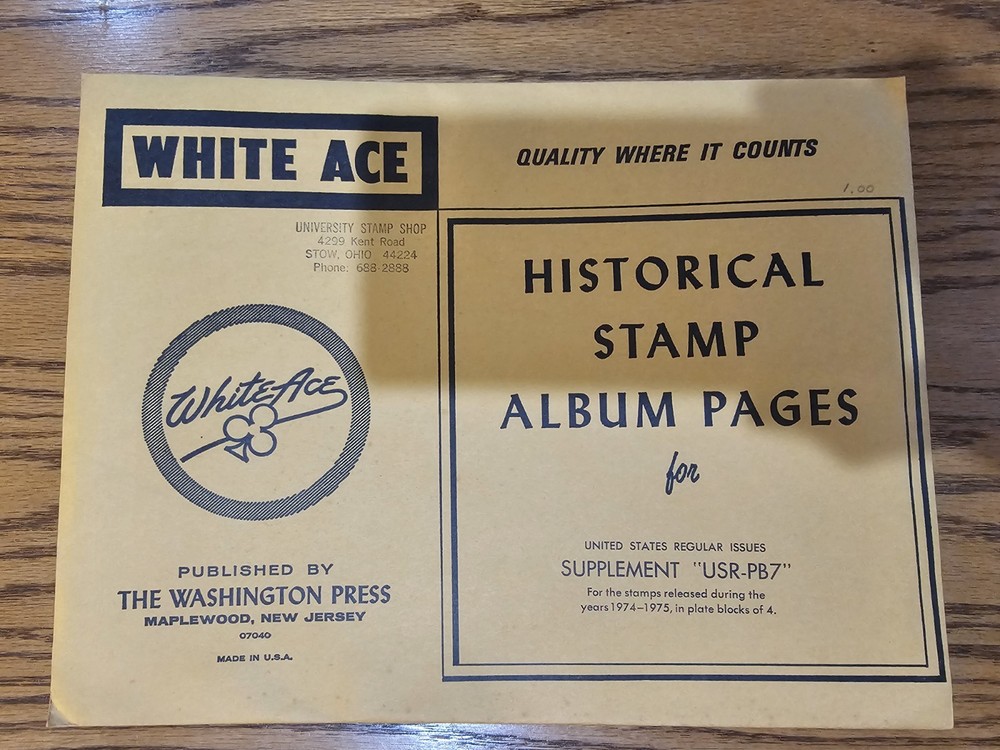 WHITE ACE
QUALITY WHERE IT COUNTS
1.00
UNIVERSITY STAMP SHOP
4299 Kent Road
STOW, OHIO 44224
Phone: 688-2888
White Ace
PUBLISHED BY
THE WASHINGTON PRESS
MAPLEWOOD, NEW JERSEY
07040
MADE IN U.S.A.
HISTORICAL
STAMP
ALBUM PAGES
for
UNITED STATES REGULAR ISSUES
SUPPLEMENT "USR-PB7"
For the stamps released during the
years 1974–1975, in plate blocks of 4.